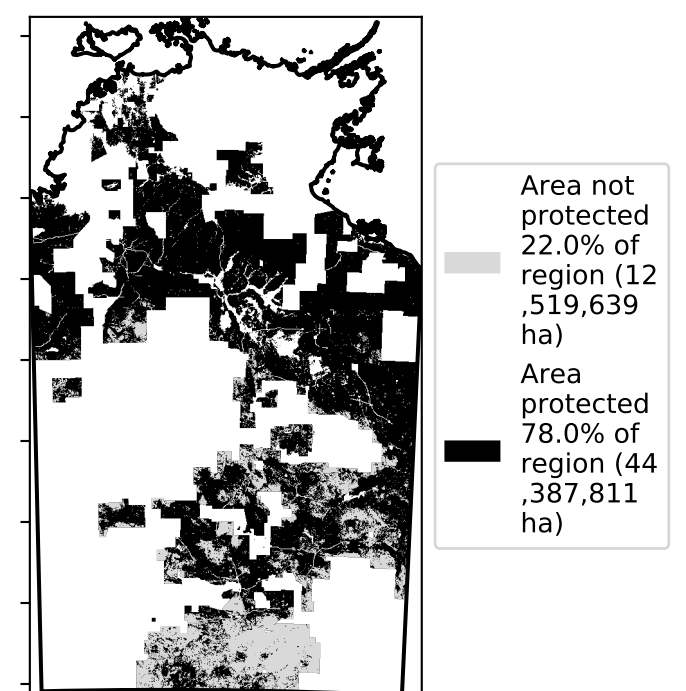 Area not
protected
22.0% of
region (12
,519,639
ha)
Area
protected
78.0% of
region (44
,387,811
ha)